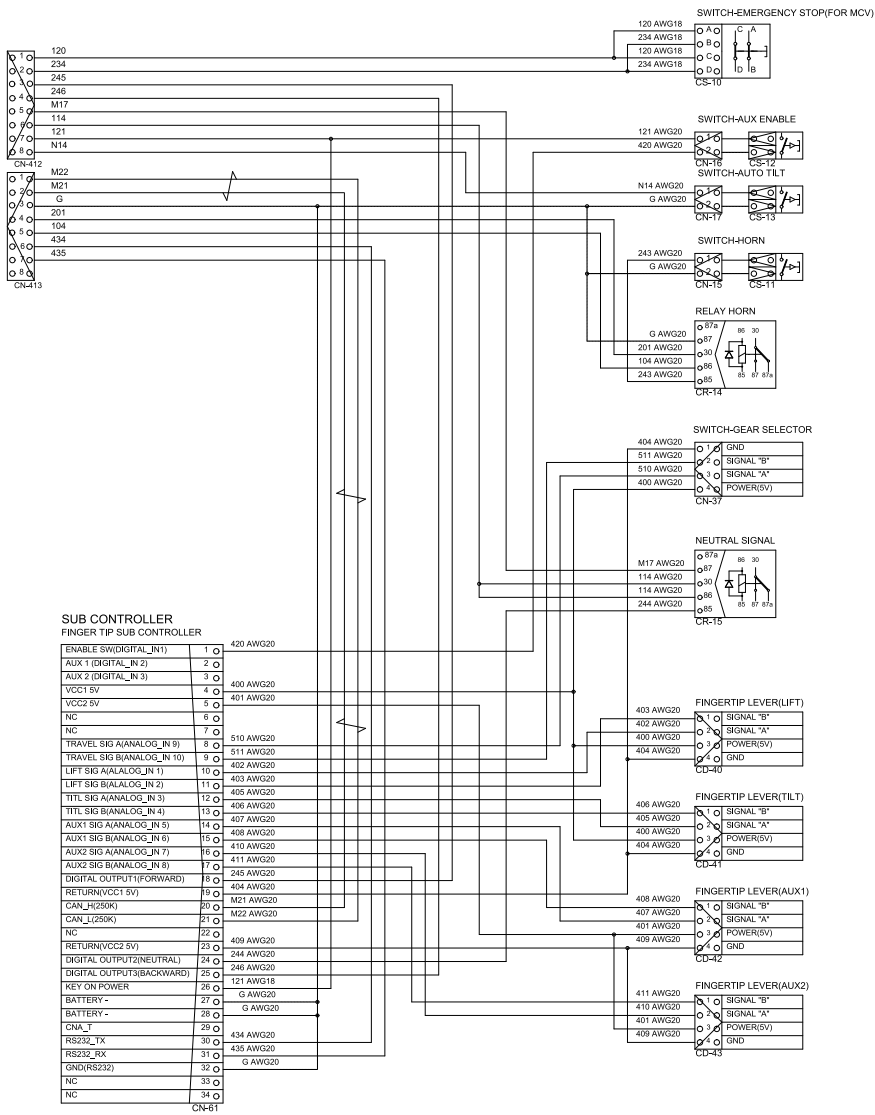 SWITCH-EMERGENCY STOP(FOR MCV)
120 AWG18 A C A
234 AWG18 B
120 AWG18 C
234 AWG18 D D B
CS-10
1 120
2 234
3 245
4 246
5 M17
6 114
7 121
8 N14
CN-412
SWITCH-AUX ENABLE
121 AWG20 1
420 AWG20 2
CN-16 CS-12
SWITCH-AUTO TILT
N14 AWG20 1
G AWG20 2
CN-17 CS-13
1 M22
2 M21
3 G
4 201
5 104
6 434
7 435
8
CN-413
SWITCH-HORN
243 AWG20 1
G AWG20 2
CN-15 CS-11
RELAY HORN
87a 86 30
G AWG20 87
201 AWG20 30
104 AWG20 86
243 AWG20 85
85 87 87a
CR-14
SWITCH-GEAR SELECTOR
404 AWG20 1 GND
511 AWG20 2 SIGNAL "B"
510 AWG20 3 SIGNAL "A"
400 AWG20 4 POWER(5V)
CN-37
NEUTRAL SIGNAL
87a 86 30
M17 AWG20 87
114 AWG20 30
114 AWG20 86
244 AWG20 85
85 87 87a
CR-15
SUB CONTROLLER
FINGER TIP SUB CONTROLLER
ENABLE SW(DIGITAL_IN1) 1 420 AWG20
AUX 1 (DIGITAL_IN 2) 2
AUX 2 (DIGITAL_IN 3) 3
VCC1 5V 4 400 AWG20
VCC2 5V 5 401 AWG20
NC 6
NC 7
TRAVEL SIG A(ANALOG_IN 9) 8 510 AWG20
TRAVEL SIG B(ANALOG_IN 10) 9 511 AWG20
LIFT SIG A(ALALOG_IN 1) 10 402 AWG20
LIFT SIG B(ALALOG_IN 2) 11 403 AWG20
TITL SIG A(ANALOG_IN 3) 12 405 AWG20
TITL SIG B(ANALOG_IN 4) 13 406 AWG20
AUX1 SIG A(ANALOG_IN 5) 14 407 AWG20
AUX1 SIG B(ANALOG_IN 6) 15 408 AWG20
AUX2 SIG A(ANALOG_IN 7) 16 410 AWG20
AUX2 SIG B(ANALOG_IN 8) 17 411 AWG20
DIGITAL OUTPUT1(FORWARD) 18 245 AWG20
RETURN(VCC1 5V) 19 404 AWG20
CAN_H(250K) 20 M21 AWG20
CAN_L(250K) 21 M22 AWG20
NC 22
RETURN(VCC2 5V) 23 409 AWG20
DIGITAL OUTPUT2(NEUTRAL) 24 244 AWG20
DIGITAL OUTPUT3(BACKWARD) 25 246 AWG20
KEY ON POWER 26 121 AWG18
BATTERY - 27 G AWG20
BATTERY - 28 G AWG20
CNA_T 29
RS232_TX 30 434 AWG20
RS232_RX 31 435 AWG20
GND(RS232) 32 G AWG20
NC 33
NC 34
CN-61
FINGERTIP LEVER(LIFT)
403 AWG20 1 SIGNAL "B"
402 AWG20 2 SIGNAL "A"
400 AWG20 3 POWER(5V)
404 AWG20 4 GND
CD-40
FINGERTIP LEVER(TILT)
406 AWG20 1 SIGNAL "B"
405 AWG20 2 SIGNAL "A"
400 AWG20 3 POWER(5V)
404 AWG20 4 GND
CD-41
FINGERTIP LEVER(AUX1)
408 AWG20 1 SIGNAL "B"
407 AWG20 2 SIGNAL "A"
401 AWG20 3 POWER(5V)
409 AWG20 4 GND
CD-42
FINGERTIP LEVER(AUX2)
411 AWG20 1 SIGNAL "B"
410 AWG20 2 SIGNAL "A"
401 AWG20 3 POWER(5V)
409 AWG20 4 GND
CD-43